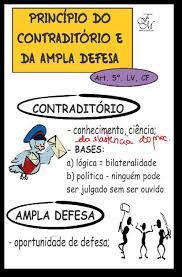 PRINCÍPIO DO
CONTRADITÓRIO E
DA AMPLA DEFESA
Art. 5º, LV, CF
CONTRADITÓRIO
- conhecimento, ciência;
da existência do proc
- BASES:
a) lógica = bilateralidade
b) política - ninguém pode
ser julgado sem ser ouvido
AMPLA DEFESA
- oportunidade de defesa;